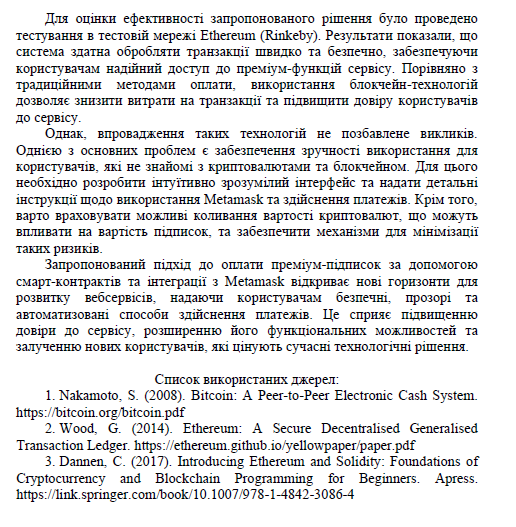 Для оцінки ефективності запропонованого рішення було проведено
тестування в тестовій мережі Ethereum (Rinkeby). Результати показали, що
система здатна обробляти транзакції швидко та безпечно, забезпечуючи
користувачам надійний доступ до преміум-функцій сервісу. Порівняно з
традиційними методами оплати, використання блокчейн-технологій
дозволяє знизити витрати на транзакції та підвищити довіру користувачів
до сервісу.
Однак, впровадження таких технологій не позбавлене викликів.
Однією з основних проблем є забезпечення зручності використання для
користувачів, які не знайомі з криптовалютами та блокчейном. Для цього
необхідно розробити інтуїтивно зрозумілий інтерфейс та надати детальні
інструкції щодо використання Metamask та здійснення платежів. Крім того,
варто враховувати можливі коливання вартості криптовалют, що можуть
впливати на вартість підписок, та забезпечити механізми для мінімізації
таких ризиків.
Запропонований підхід до оплати преміум-підписок за допомогою
смарт-контрактів та інтеграції з Metamask відкриває нові горизонти для
розвитку вебсервісів, надаючи користувачам безпечні, прозорі та
автоматизовані способи здійснення платежів. Це сприяє підвищенню
довіри до сервісу, розширенню його функціональних можливостей та
залученню нових користувачів, які цінують сучасні технологічні рішення.
Список використаних джерел:
1. Nakamoto, S. (2008). Bitcoin: A Peer-to-Peer Electronic Cash System.
https://bitcoin.org/bitcoin.pdf
2. Wood, G. (2014). Ethereum: A Secure Decentralised Generalised
Transaction Ledger. https://ethereum.github.io/yellowpaper/paper.pdf
3. Dannen, C. (2017). Introducing Ethereum and Solidity: Foundations of
Cryptocurrency and Blockchain Programming for Beginners. Apress.
https://link.springer.com/book/10.1007/978-1-4842-3086-4